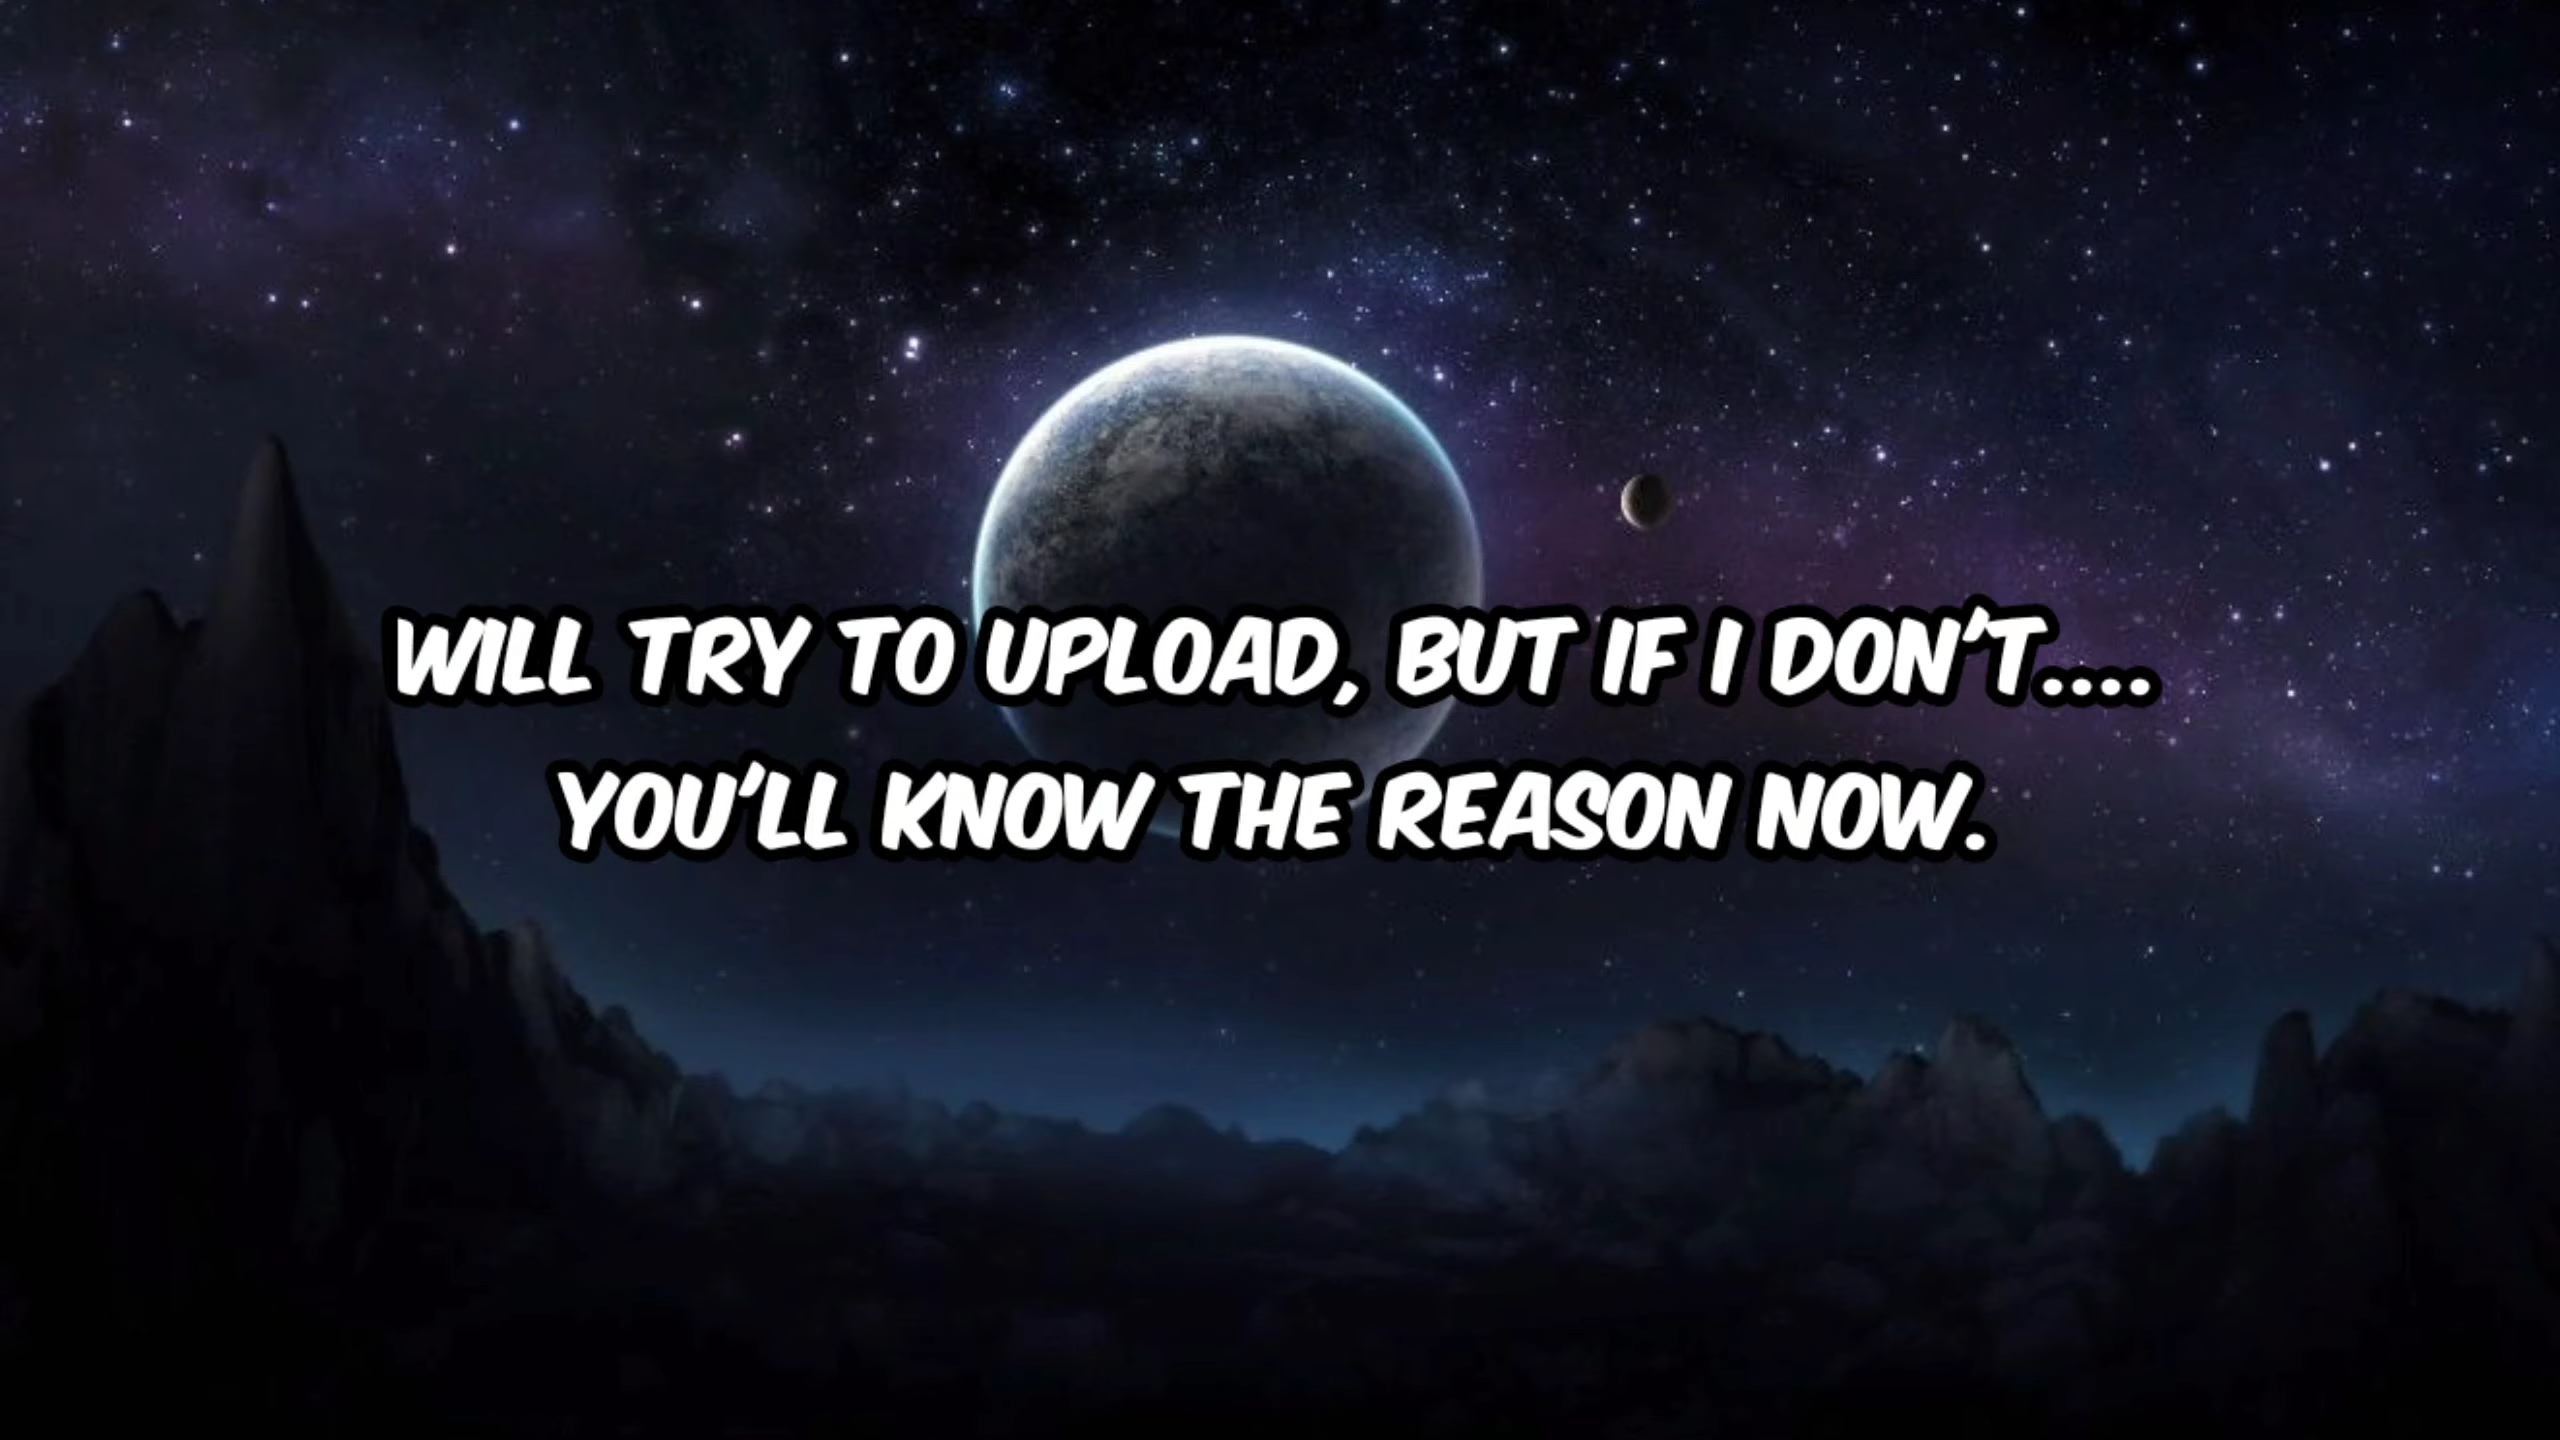 WILL TRY TO UPLOAD, BUT IF I DON'T....
YOU'LL KNOW THE REASON NOW.